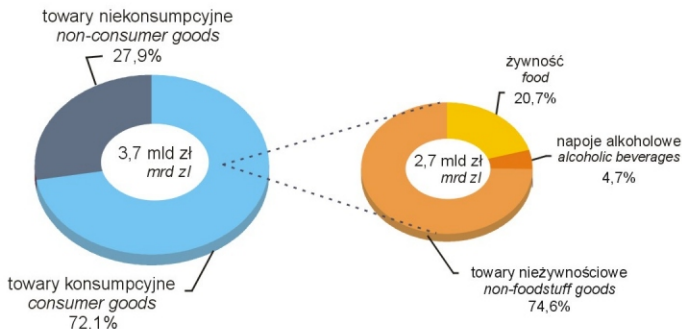 towary niekonsumpcyjne
non-consumer goods
27,9%
3,7 mld zł
mrd zl
towary konsumpcyjne
consumer goods
72,1%
żywność
food
20,7%
napoje alkoholowe
alcoholic beverages
4,7%
2,7 mld zł
mrd zl
towary nieżywnościowe
non-foodstuff goods
74,6%